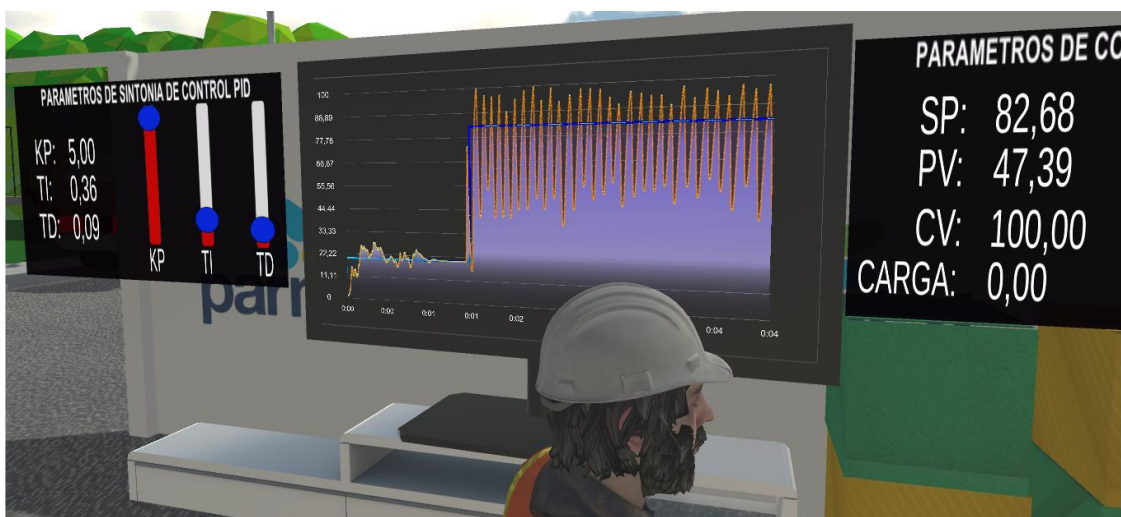 PARAMETROS DE SINTONIA DE CONTROL PID
KP: 5,00
TI: 0,36
TD: 0,09
KP TI TD
100
88,89
77,78
66,67
55,56
44,44
33,33
22,22
11,11
0
0:00 0:00 0:01 0:01 0:02 0:04 0:04
PARAMETROS DE CO
SP: 82,68
PV: 47,39
CV: 100,00
CARGA: 0,00